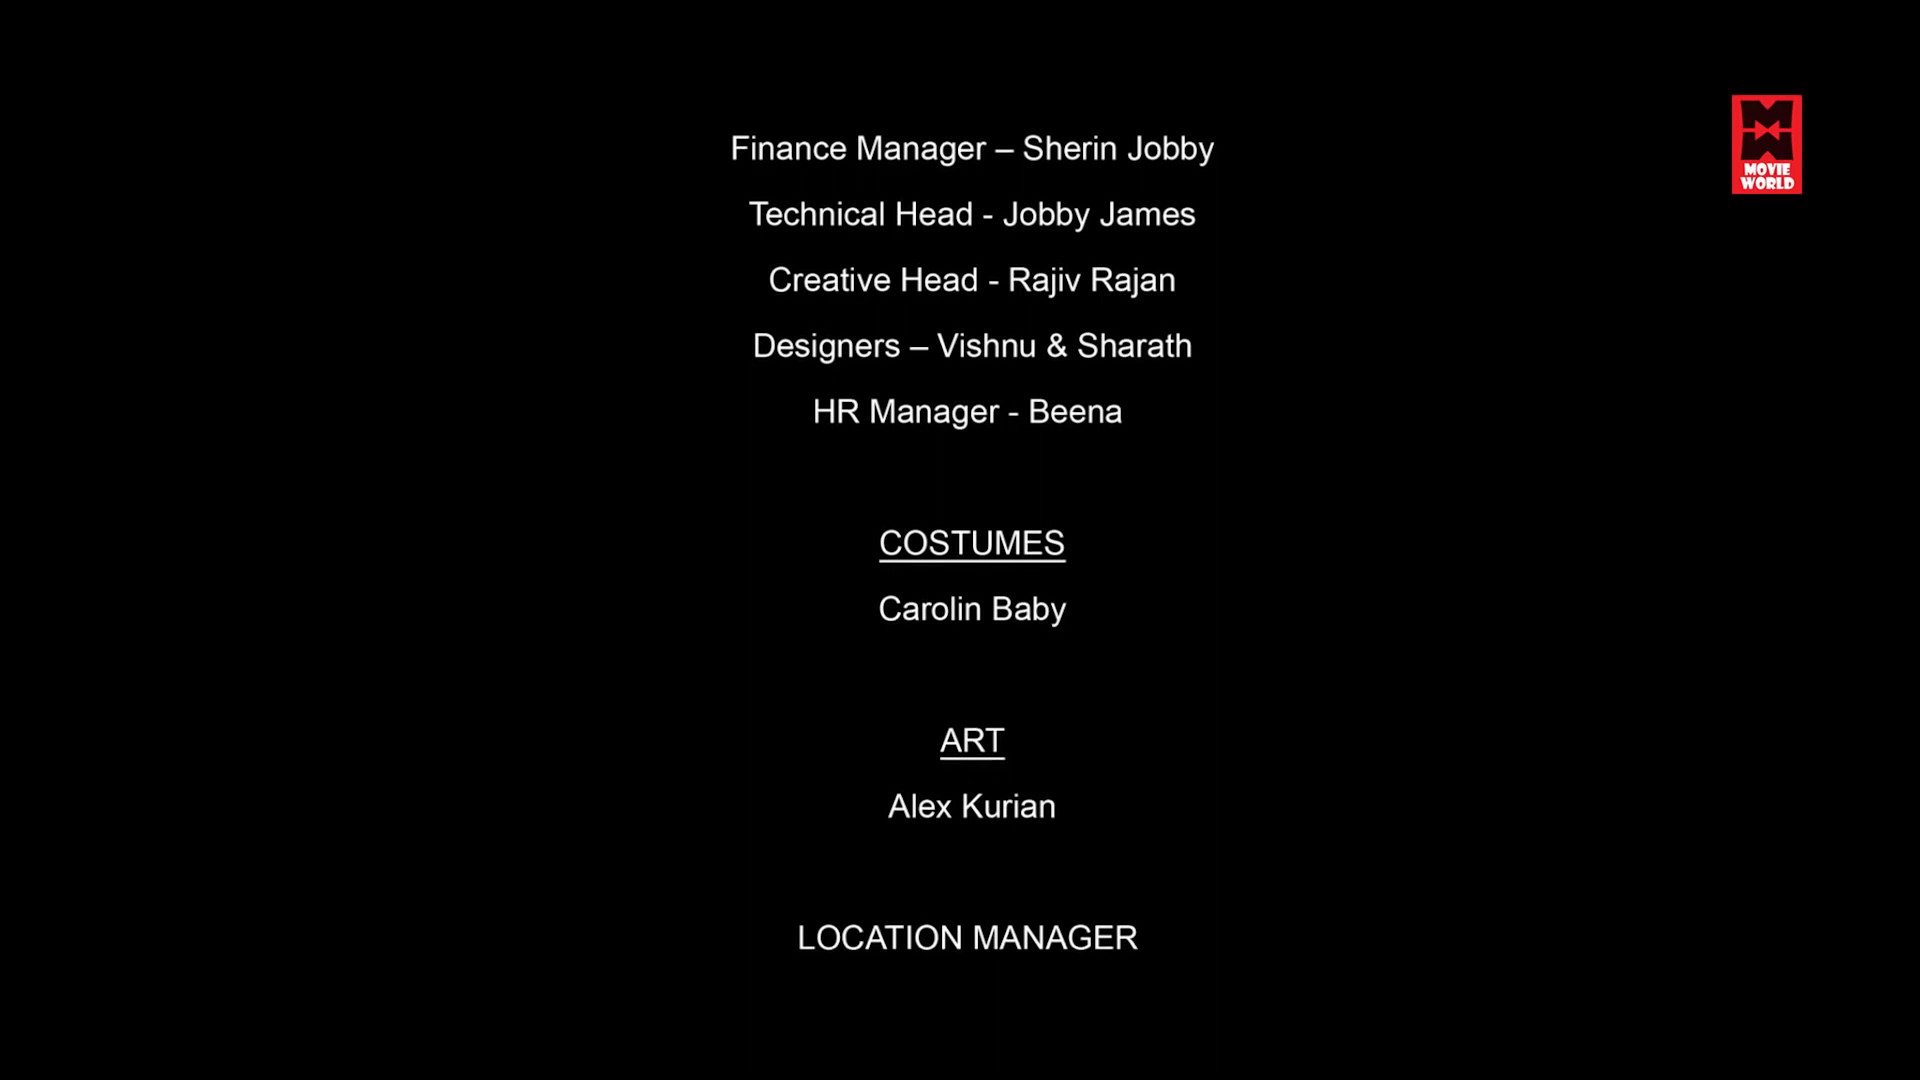 Finance Manager – Sherin Jobby
MOVIE
WORLD
Technical Head - Jobby James
Creative Head - Rajiv Rajan
Designers – Vishnu & Sharath
HR Manager - Beena
COSTUMES
Carolin Baby
ART
Alex Kurian
LOCATION MANAGER